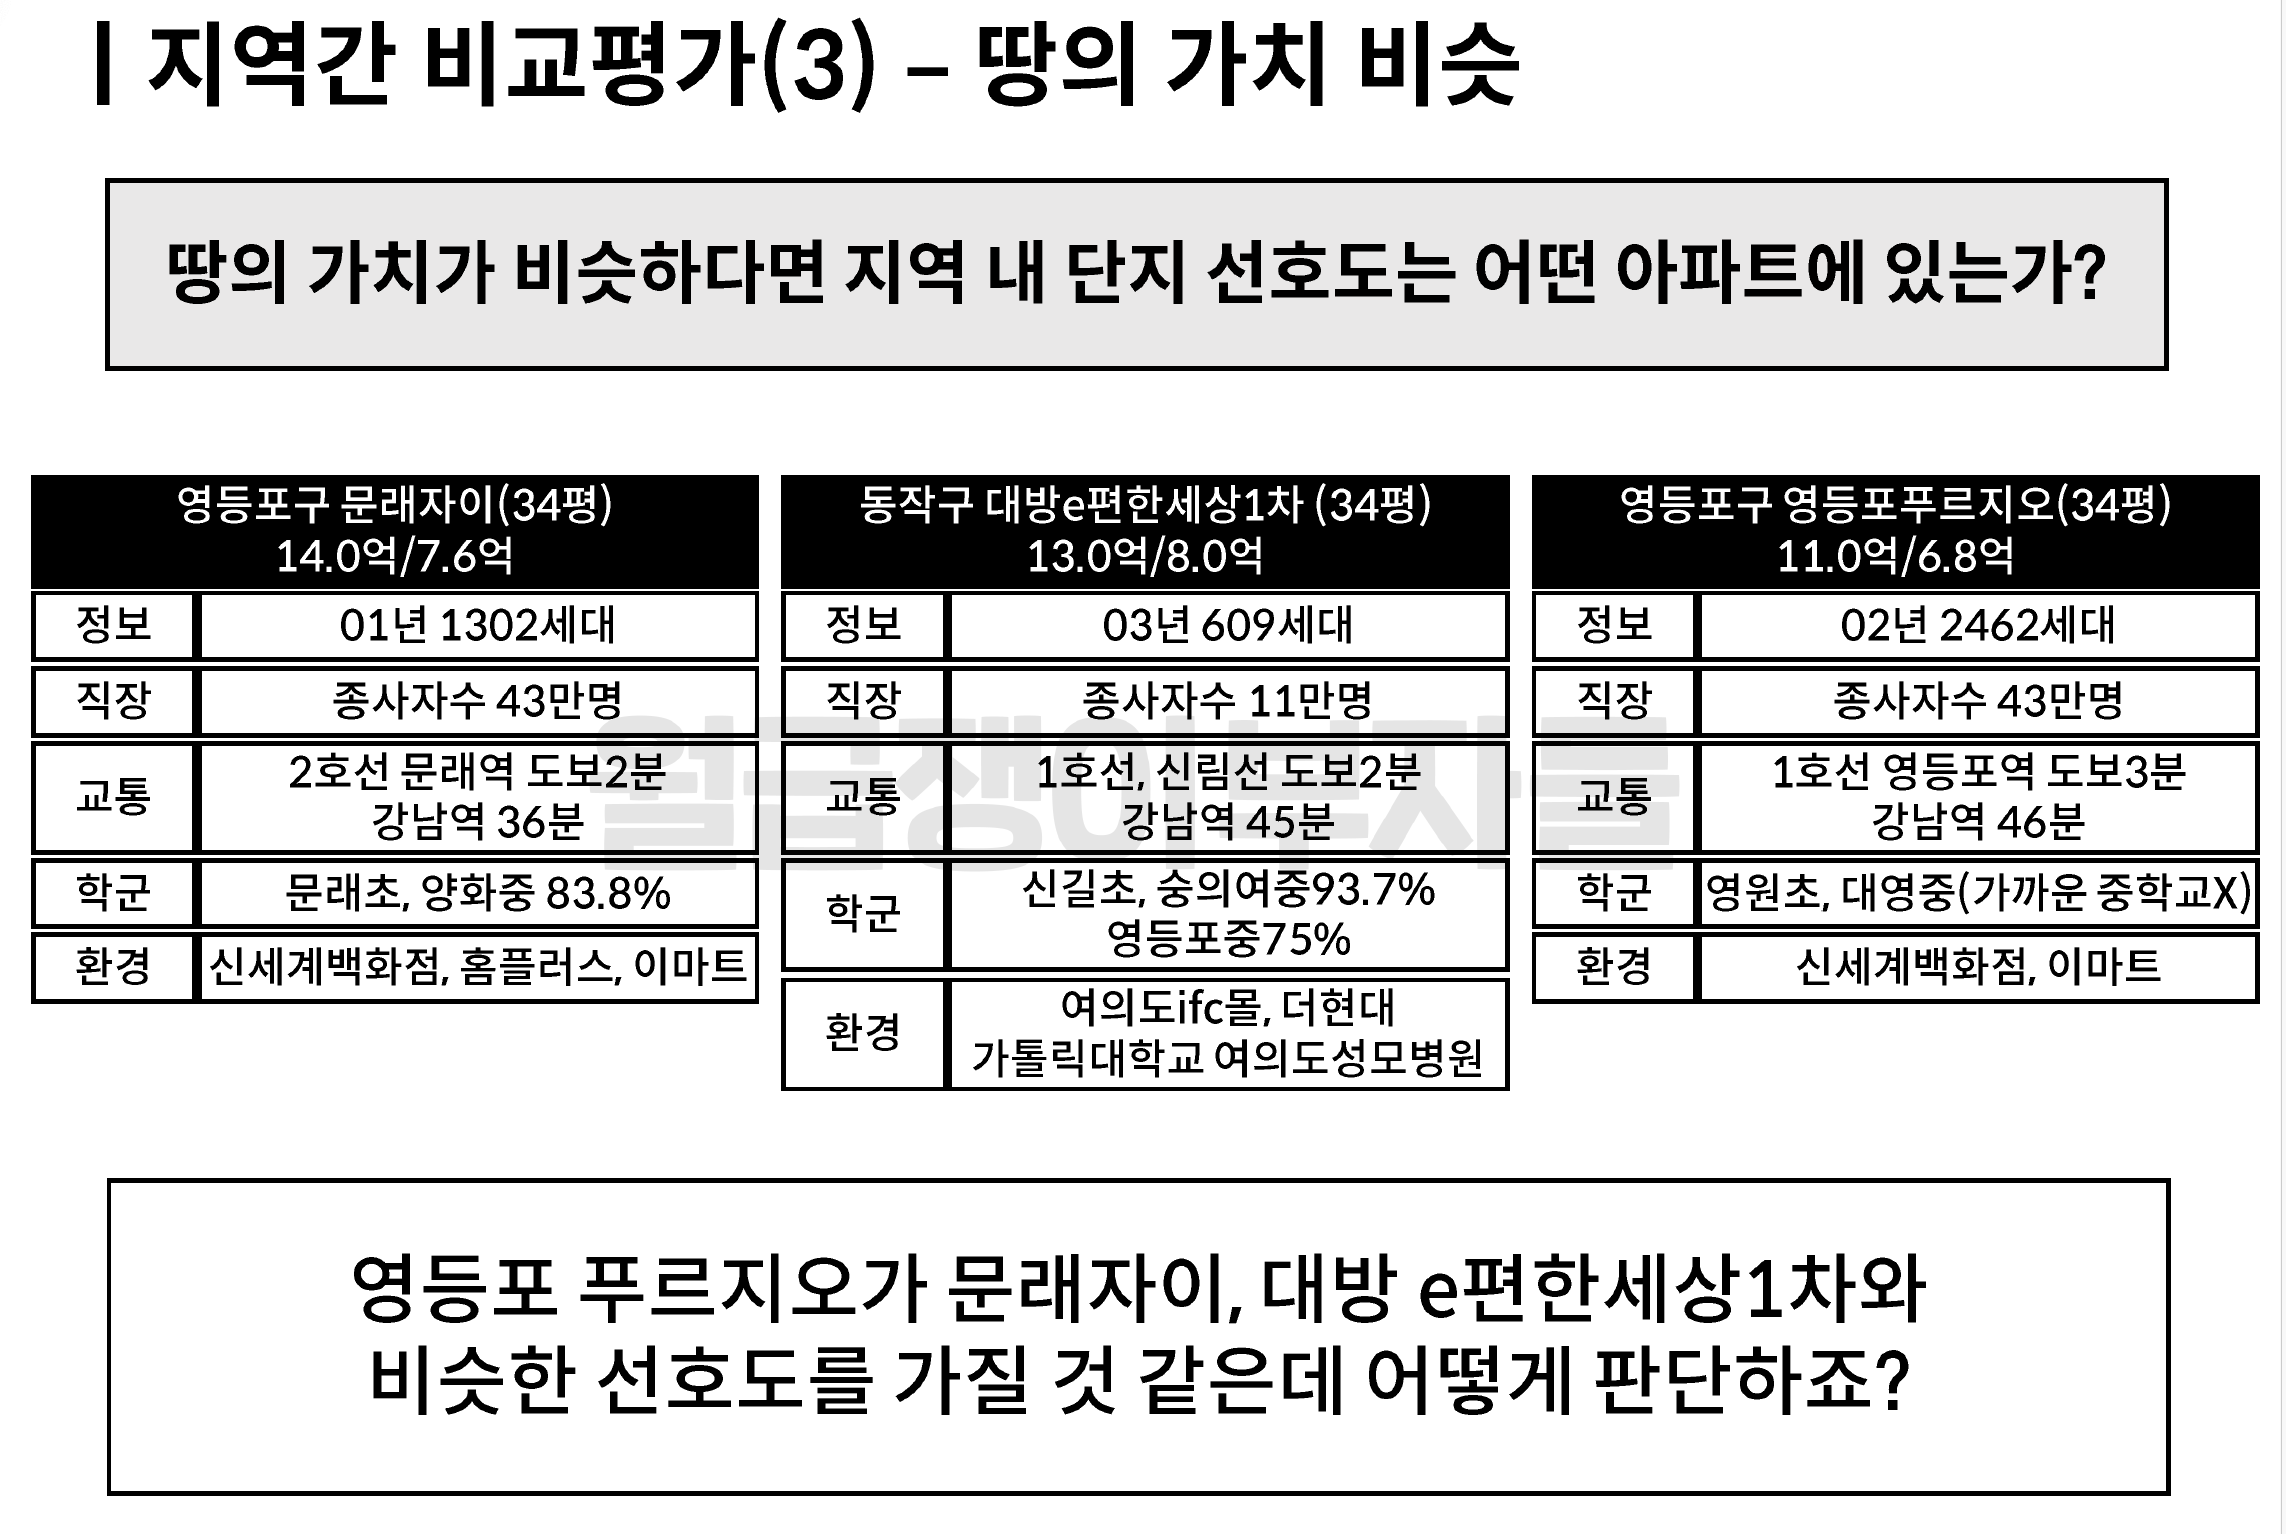 | 지역간 비교평가(3) – 땅의 가치 비슷
땅의 가치가 비슷하다면 지역 내 단지 선호도는 어떤 아파트에 있는가?
영등포구 문래자이(34평)
14.0억/7.6억
정보 01년 1302세대
직장 종사자수 43만명
교통 2호선 문래역 도보2분
강남역 36분
학군 문래초, 양화중 83.8%
환경 신세계백화점, 홈플러스, 이마트
동작구 대방e편한세상1차 (34평)
13.0억/8.0억
정보 03년 609세대
직장 종사자수 11만명
교통 1호선, 신림선 도보2분
강남역 45분
학군 신길초, 숭의여중93.7%
영등포중75%
환경 여의도ifc몰, 더현대
가톨릭대학교 여의도성모병원
영등포구 영등포푸르지오(34평)
11.0억/6.8억
정보 02년 2462세대
직장 종사자수 43만명
교통 1호선 영등포역 도보3분
강남역 46분
학군 영원초, 대영중(가까운 중학교X)
환경 신세계백화점, 이마트
월급쟁이부자들
영등포 푸르지오가 문래자이, 대방 e편한세상1차와
비슷한 선호도를 가질 것 같은데 어떻게 판단하죠?